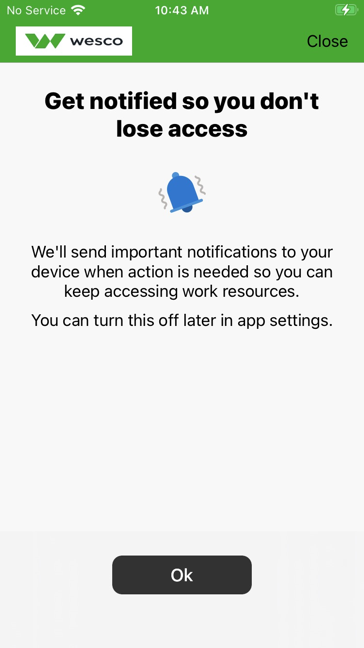 No Service 10:43 AM
wesco Close
Get notified so you don't
lose access
We'll send important notifications to your
device when action is needed so you can
keep accessing work resources.
You can turn this off later in app settings.
Ok